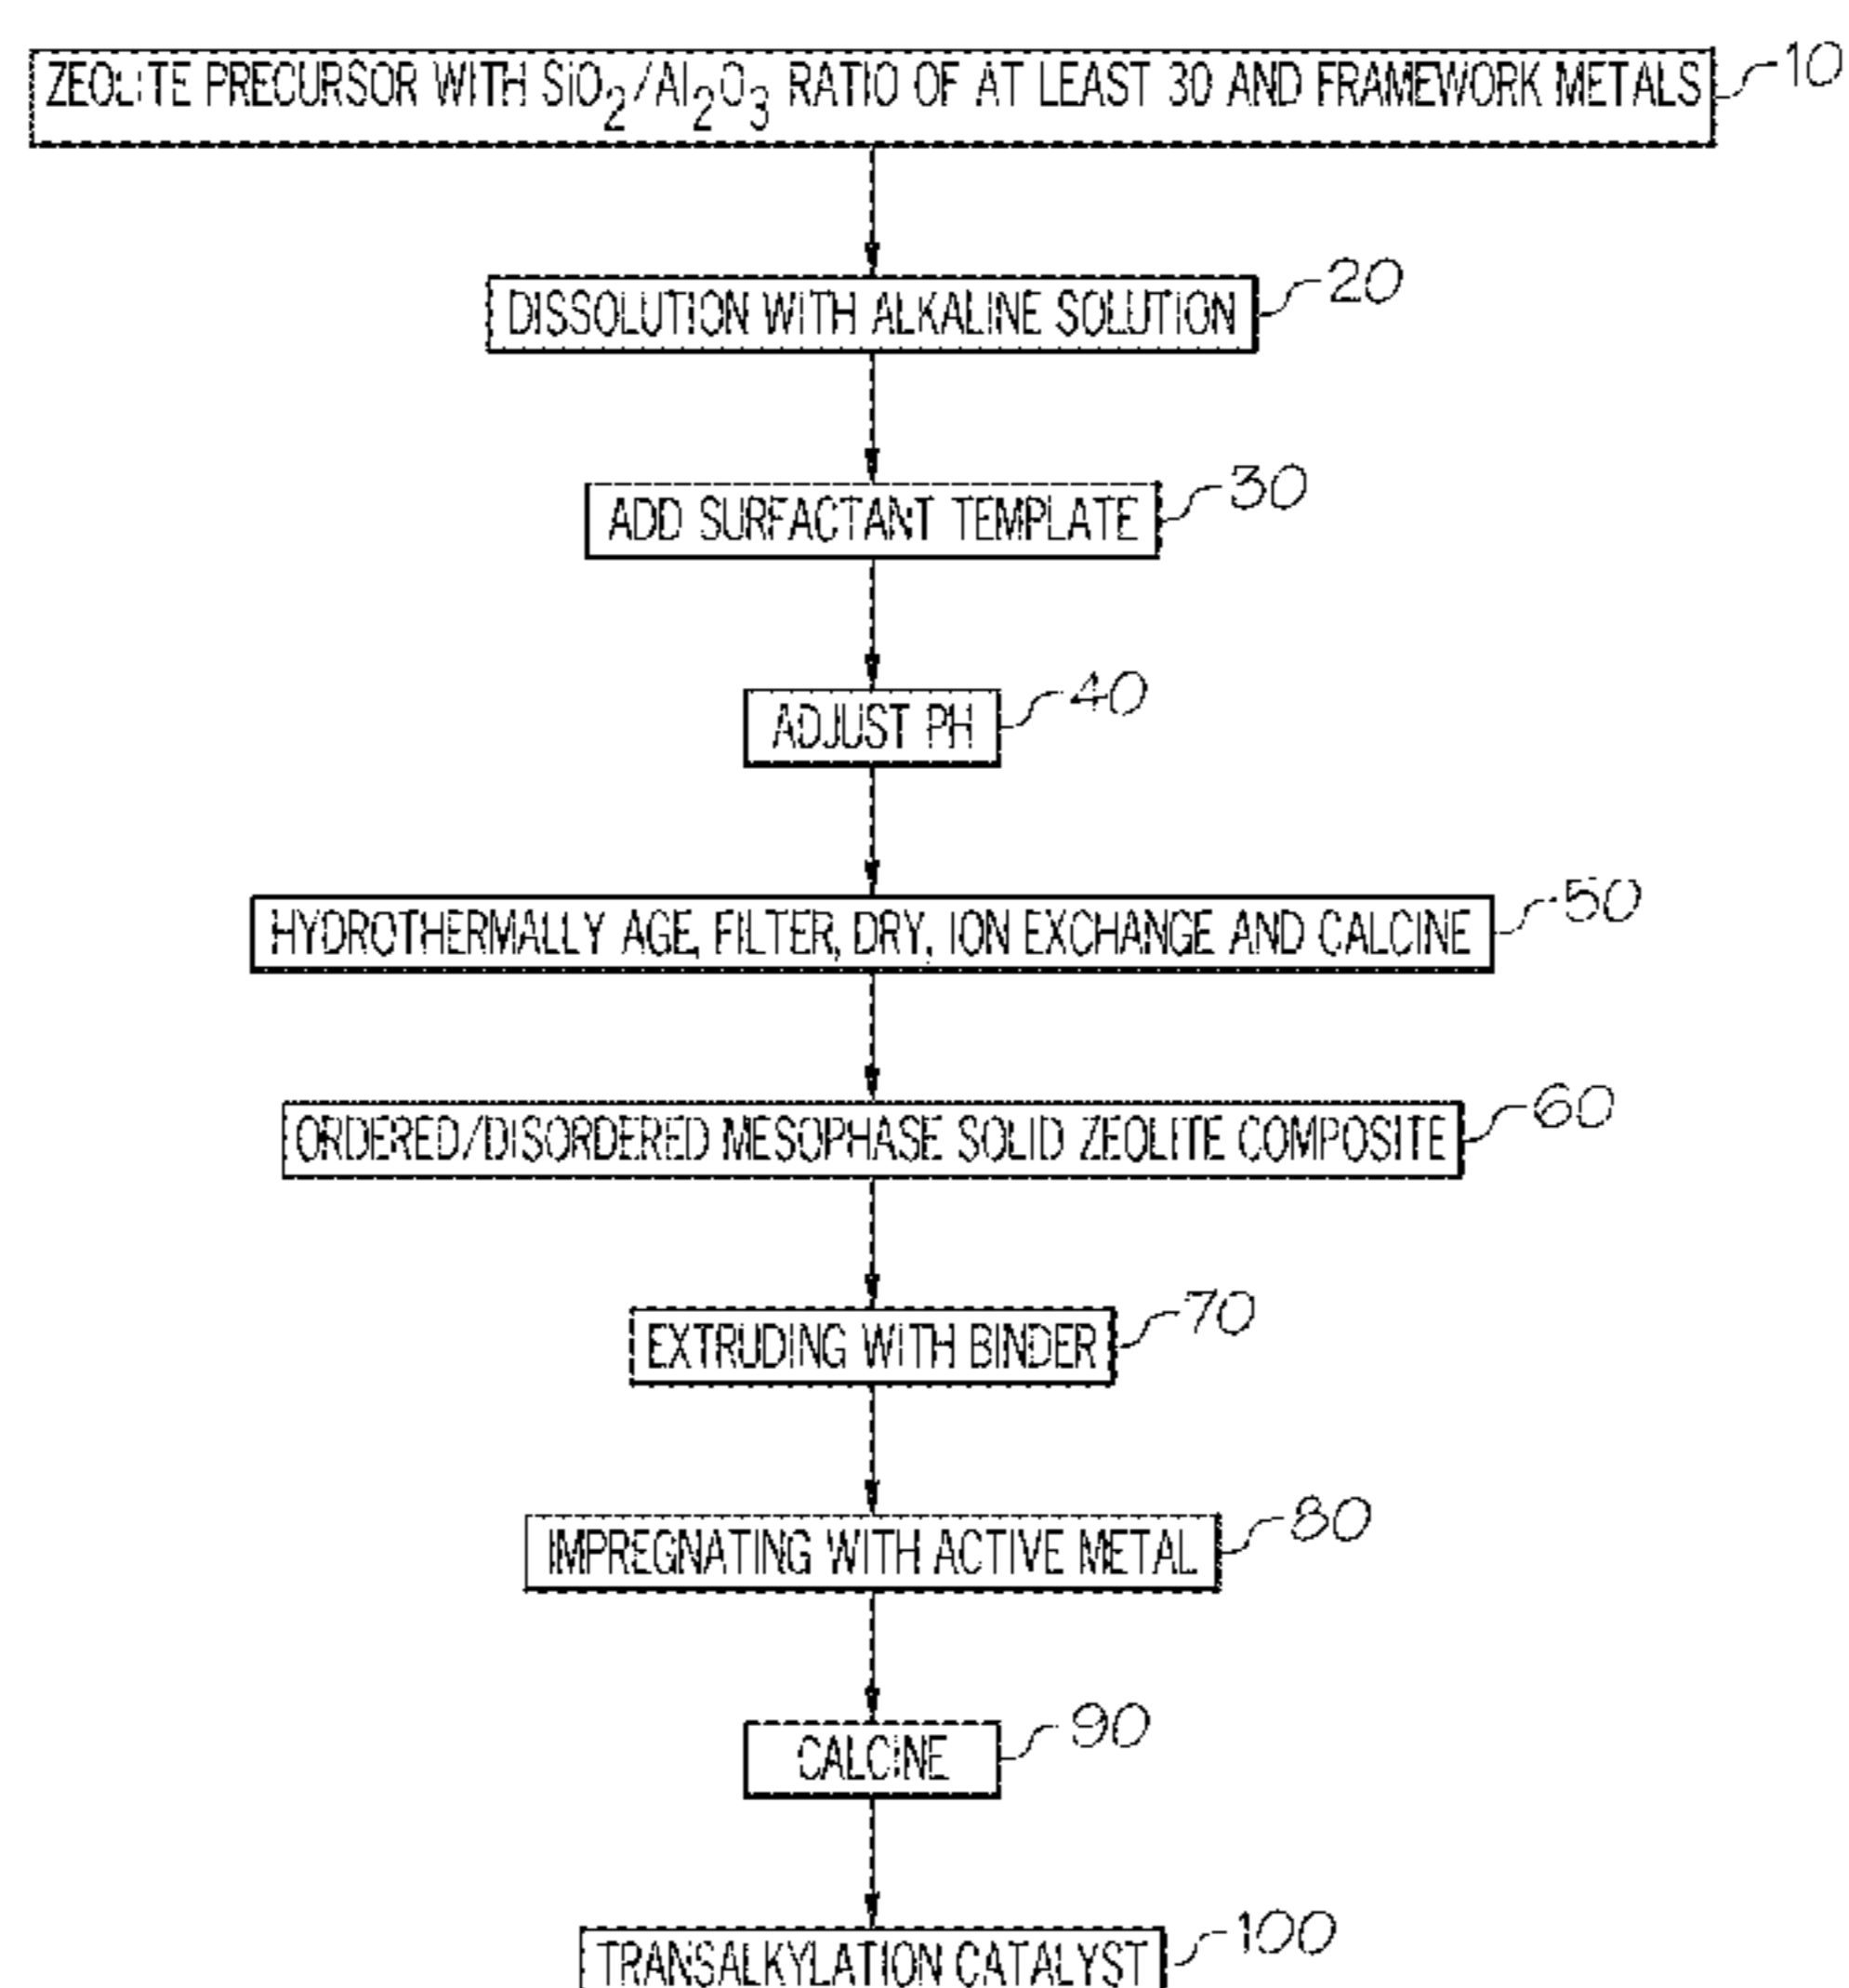 ZEOLITE PRECURSOR WITH SiO2/Al2O3 RATIO OF AT LEAST 30 AND FRAMEWORK METALS
10
DISSOLUTION WITH ALKALINE SOLUTION
20
ADD SURFACTANT TEMPLATE
30
ADJUST PH
40
HYDROTHERMALLY AGE, FILTER, DRY, ION EXCHANGE AND CALCINE
50
ORDERED/DISORDERED MESOPHASE SOLID ZEOLITE COMPOSITE
60
EXTRUDING WITH BINDER
70
IMPREGNATING WITH ACTIVE METAL
80
CALCINE
90
TRANSALKYLATION CATALYST
100